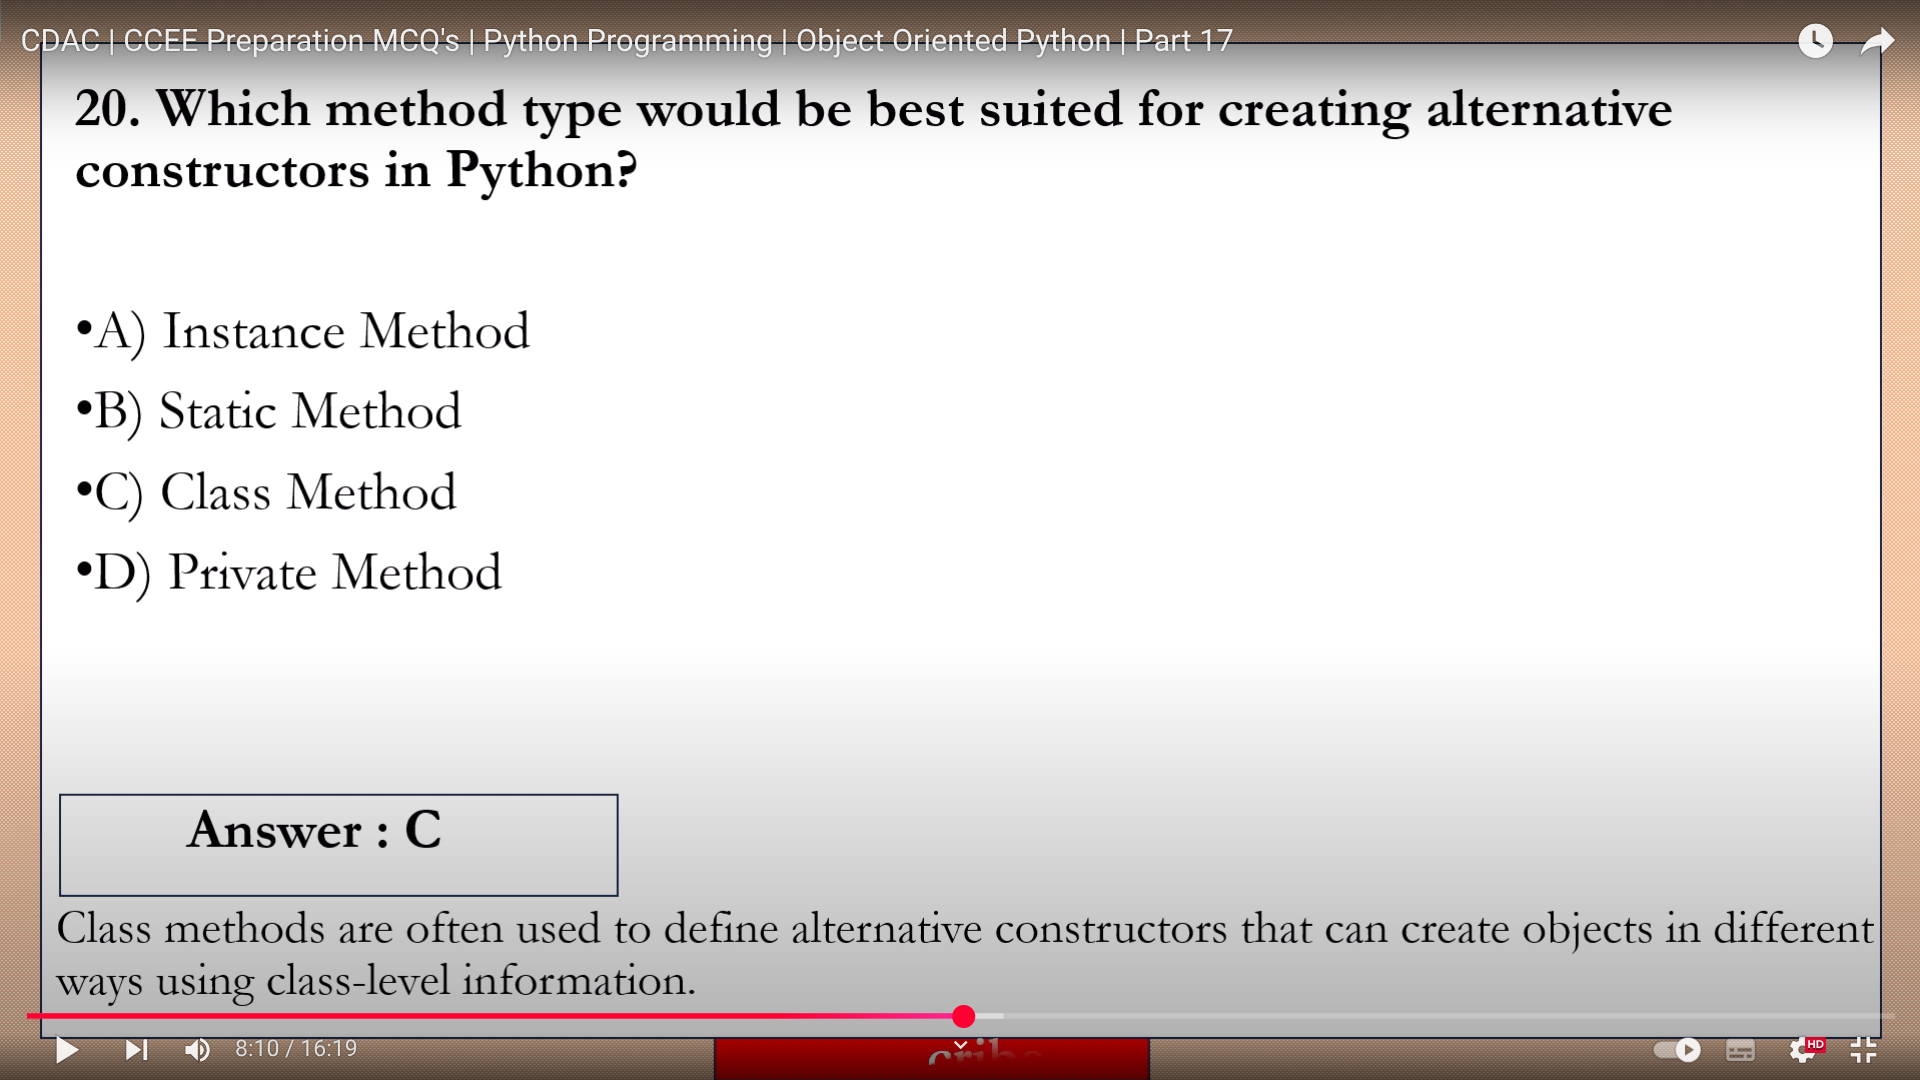 CDAC | CCEE Preparation MCQ's | Python Programming | Object Oriented Python | Part 17
20. Which method type would be best suited for creating alternative
constructors in Python?
•A) Instance Method
•B) Static Method
•C) Class Method
•D) Private Method
Answer : C
Class methods are often used to define alternative constructors that can create objects in different
ways using class-level information.
8:10 / 16:19
HD